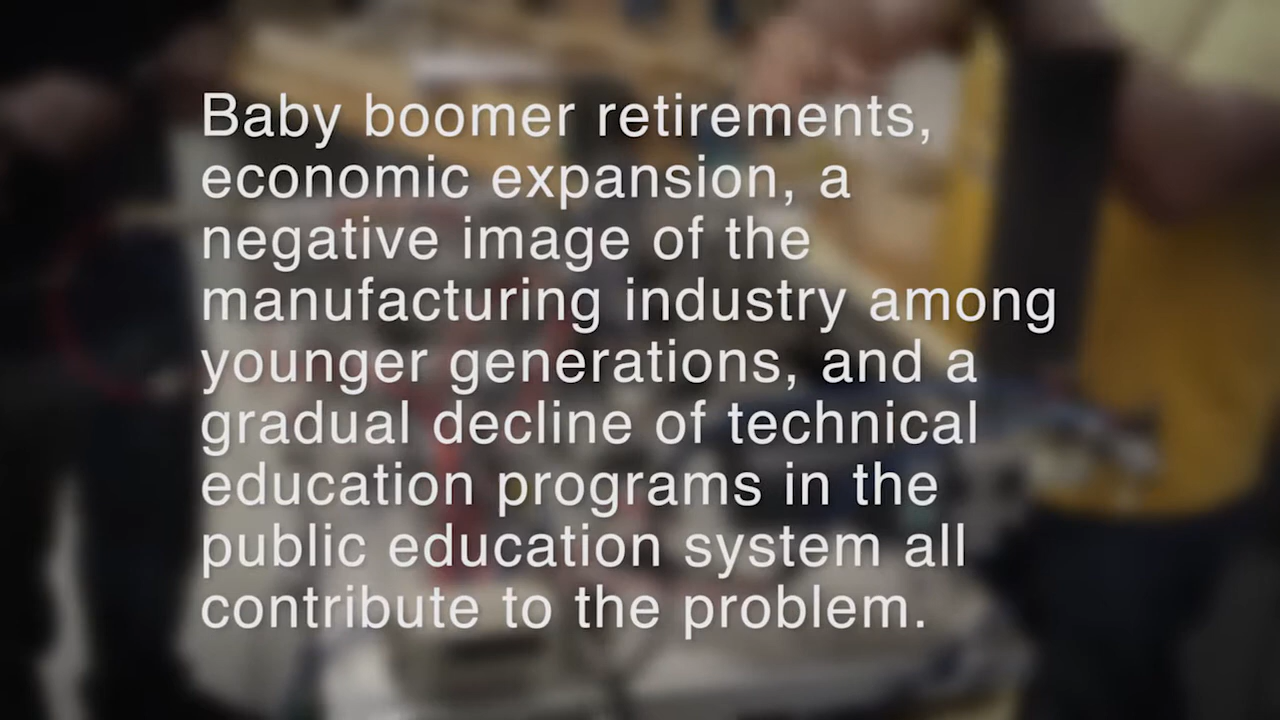 Baby boomer retirements,
economic expansion, a
negative image of the
manufacturing industry among
younger generations, and a
gradual decline of technical
education programs in the
public education system all
contribute to the problem.